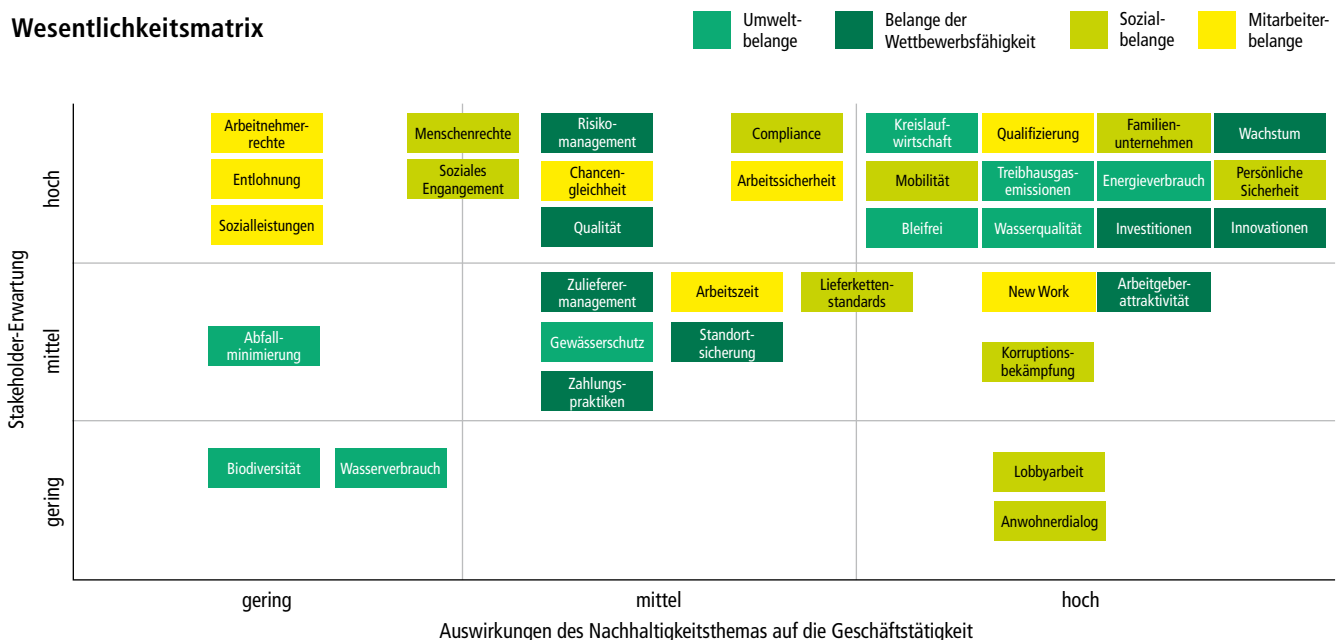 Wesentlichkeitsmatrix
Umwelt-
belange
Belange der
Wettbewerbsfähigkeit
Sozial-
belange
Mitarbeiter-
belange
Stakeholder-Erwartung
hoch
Arbeitnehmer-
rechte
Menschenrechte
Risiko-
management
Compliance
Kreislauf-
wirtschaft
Qualifizierung
Familien-
unternehmen
Wachstum
Entlohnung
Soziales
Engangement
Chancen-
gleichheit
Arbeitssicherheit
Mobilität
Treibhausgas-
emissionen
Energieverbrauch
Persönliche
Sicherheit
Sozialleistungen
Qualität
Bleifrei
Wasserqualität
Investitionen
Innovationen
mittel
Zulieferer-
management
Arbeitszeit
Lieferketten-
standards
New Work
Arbeitgeber-
attraktivität
Abfall-
minimierung
Gewässerschutz
Standort-
sicherung
Korruptions-
bekämpfung
Zahlungs-
praktiken
gering
Biodiversität
Wasserverbrauch
Lobbyarbeit
Anwohnerdialog
gering
mittel
hoch
Auswirkungen des Nachhaltigkeitsthemas auf die Geschäftstätigkeit